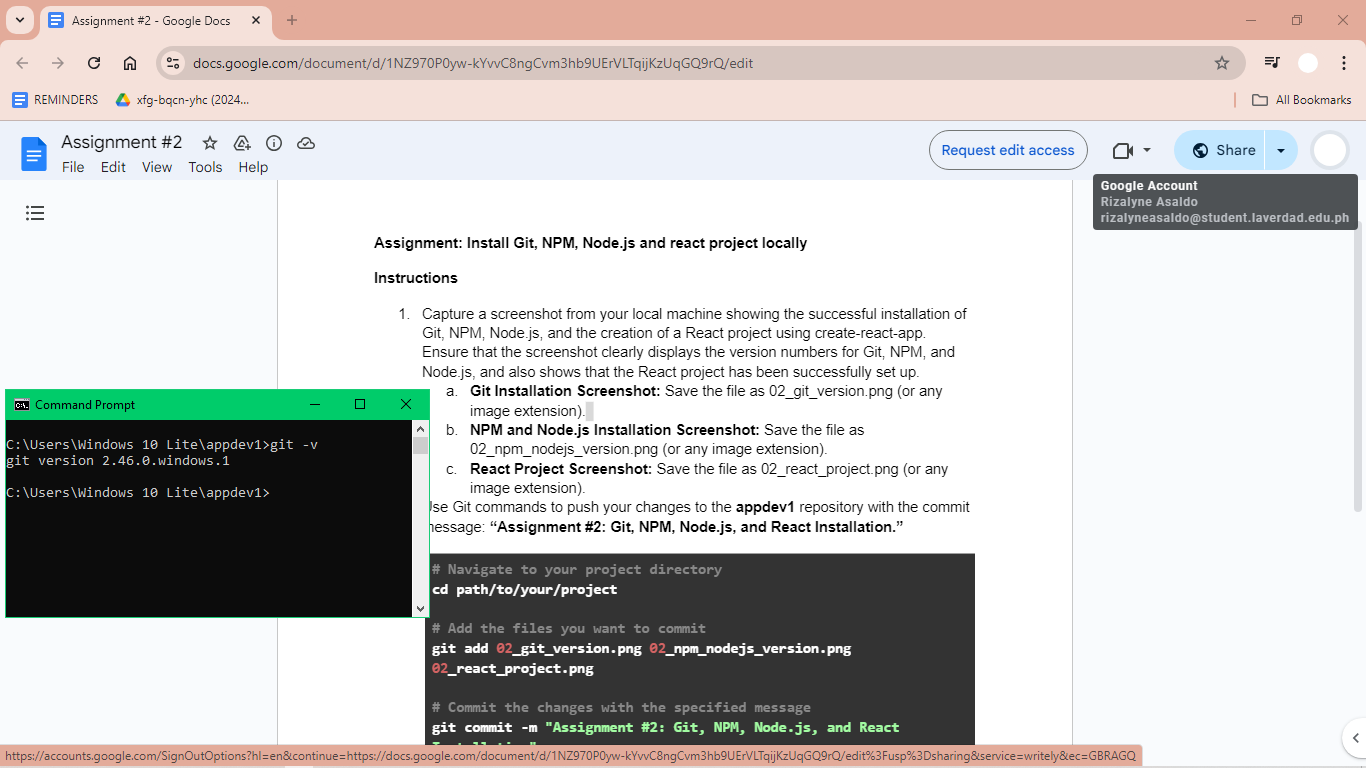 Assignment #2 - Google Docs
docs.google.com/document/d/1NZ970P0yw-kYvvC8ngCvm3hb9UErVLTqijKzUqGQ9rQ/edit
REMINDERS
xfg-bqcn-yhc (2024...
All Bookmarks
Assignment #2
File Edit View Tools Help
Request edit access
Share
Google Account
Rizalyne Asaldo
rizalyneasaldo@student.laverdad.edu.ph
Assignment: Install Git, NPM, Node.js and react project locally
Instructions
1. Capture a screenshot from your local machine showing the successful installation of
Git, NPM, Node.js, and the creation of a React project using create-react-app.
Ensure that the screenshot clearly displays the version numbers for Git, NPM, and
Node.js, and also shows that the React project has been successfully set up.
a. Git Installation Screenshot: Save the file as 02_git_version.png (or any
image extension).
b. NPM and Node.js Installation Screenshot: Save the file as
02_npm_nodejs_version.png (or any image extension).
c. React Project Screenshot: Save the file as 02_react_project.png (or any
image extension).
Use Git commands to push your changes to the appdev1 repository with the commit
message: “Assignment #2: Git, NPM, Node.js, and React Installation.”
Command Prompt
C:\Users\Windows 10 Lite\appdev1>git -v
git version 2.46.0.windows.1
C:\Users\Windows 10 Lite\appdev1>
# Navigate to your project directory
cd path/to/your/project
# Add the files you want to commit
git add 02_git_version.png 02_npm_nodejs_version.png
02_react_project.png
# Commit the changes with the specified message
git commit -m "Assignment #2: Git, NPM, Node.js, and React
Installation"
https://accounts.google.com/SignOutOptions?hl=en&continue=https://docs.google.com/document/d/1NZ970P0yw-kYvvC8ngCvm3hb9UErVLTqijKzUqGQ9rQ/edit%3Fusp%3Dsharing&service=writely&ec=GBRAGQ